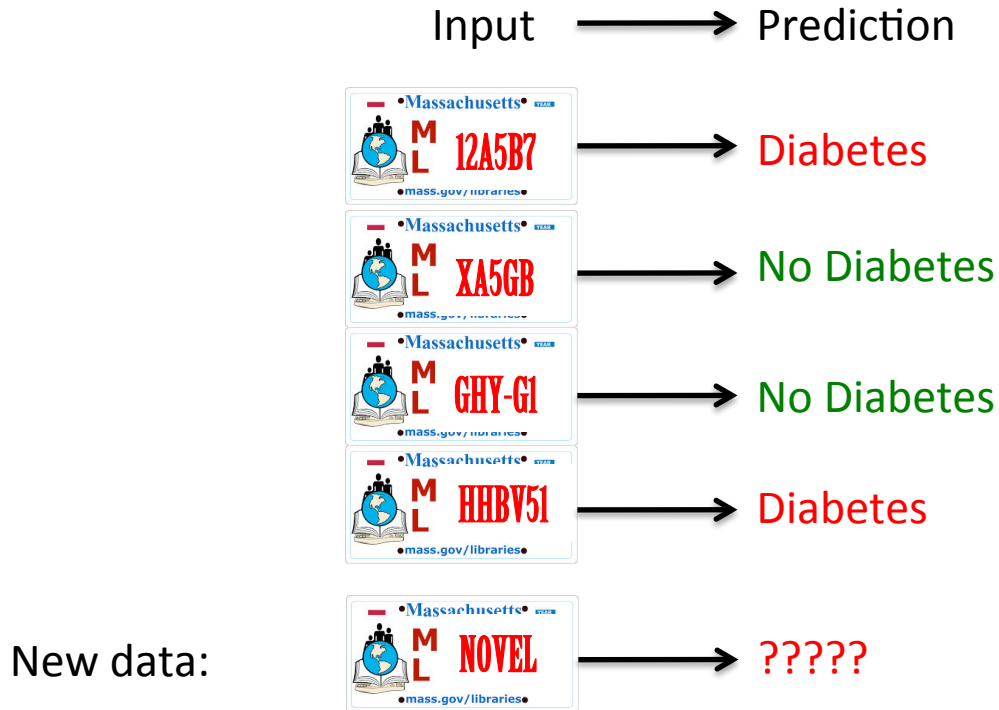 Input Prediction
Massachusetts YEAR
M
L
12A5B7
mass.gov/libraries
Diabetes
Massachusetts YEAR
M
L
XA5GB
mass.gov/libraries
No Diabetes
Massachusetts YEAR
M
L
GHY-G1
mass.gov/libraries
No Diabetes
Massachusetts YEAR
M
L
HHBV51
mass.gov/libraries
Diabetes
New data:
Massachusetts YEAR
M
L
NOVEL
mass.gov/libraries
?????